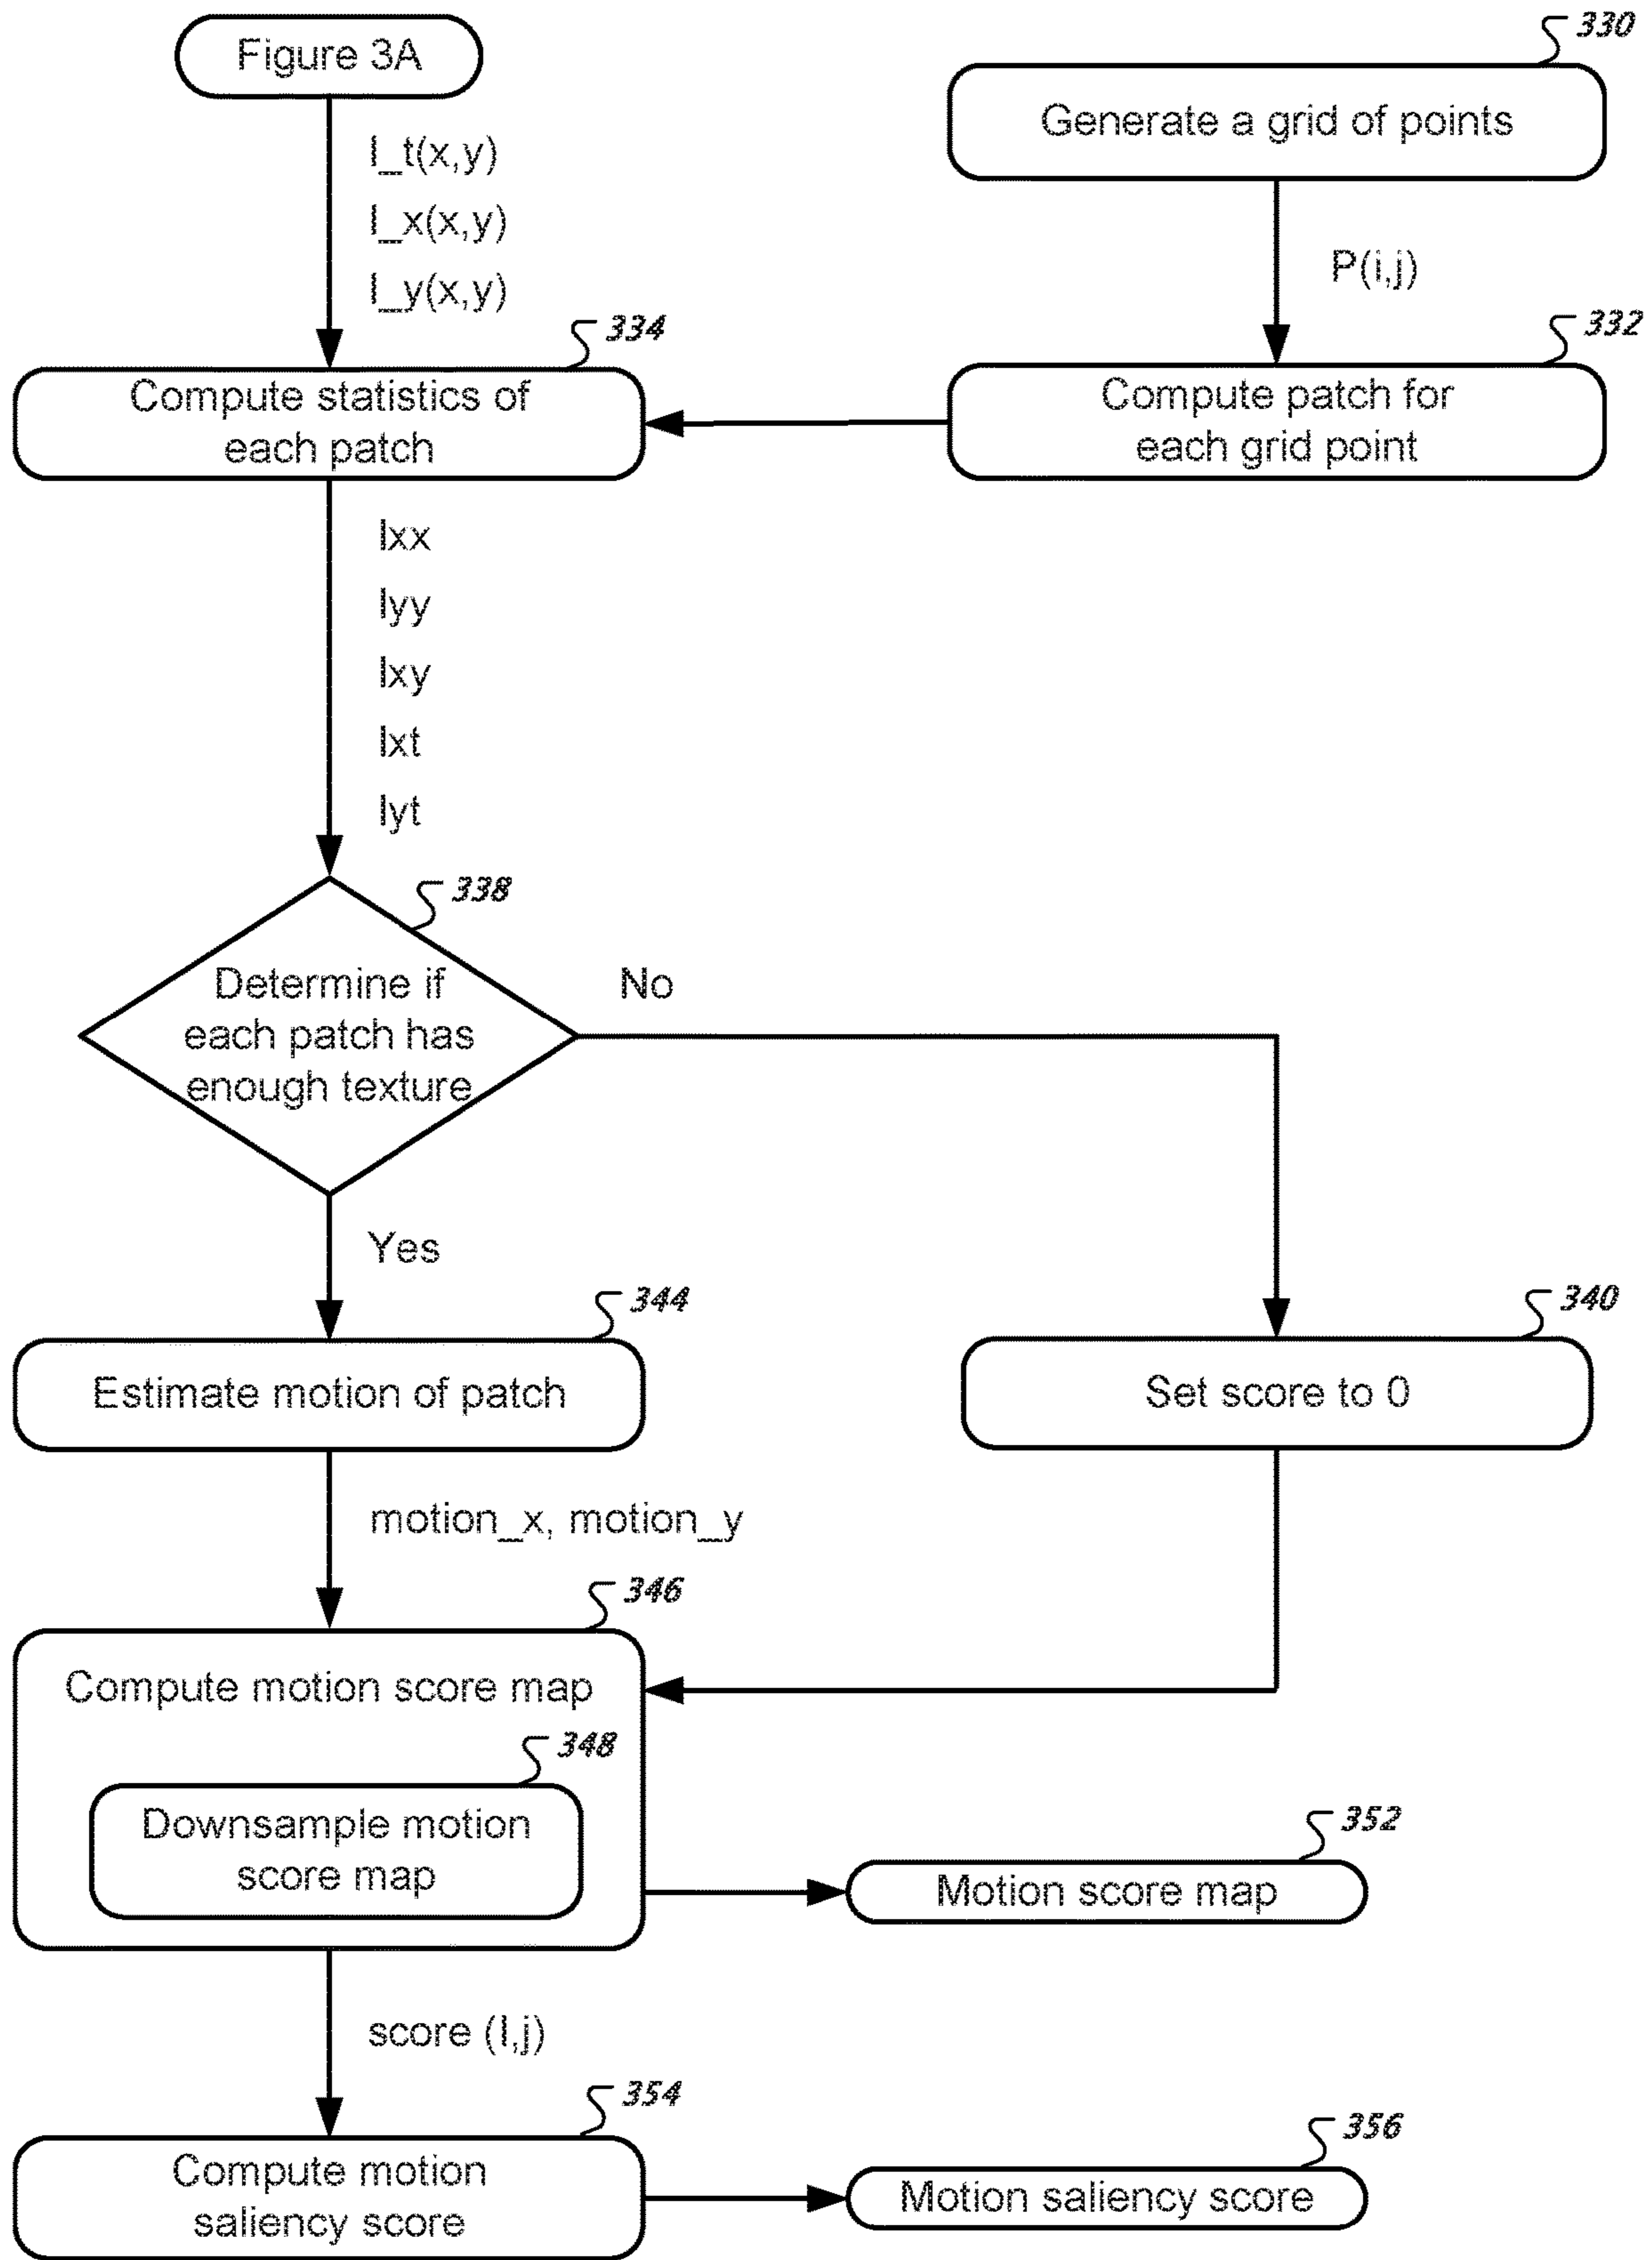 Figure 3A
330
Generate a grid of points
I_t(x,y)
I_x(x,y)
I_y(x,y)
P(i,j)
334
Compute statistics of
each patch
332
Compute patch for
each grid point
Ixx
Iyy
Ixy
Ixt
Iyt
338
Determine if
each patch has
enough texture
No
Yes
344
Estimate motion of patch
340
Set score to 0
motion_x, motion_y
346
Compute motion score map
348
Downsample motion
score map
352
Motion score map
score (I,j)
354
Compute motion
saliency score
356
Motion saliency score